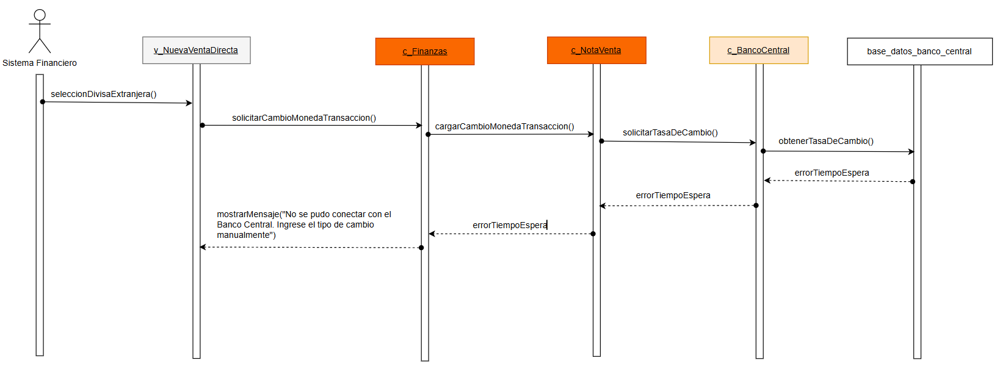 Sistema Financiero
v_NuevaVentaDirecta
c_Finanzas
c_NotaVenta
c_BancoCentral
base_datos_banco_central
seleccionDivisaExtranjera()
solicitarCambioMonedaTransaccion()
cargarCambioMonedaTransaccion()
solicitarTasaDeCambio()
obtenerTasaDeCambio()
errorTiempoEspera
errorTiempoEspera
errorTiempoEspera
mostrarMensaje("No se pudo conectar con el
Banco Central. Ingrese el tipo de cambio
manualmente")